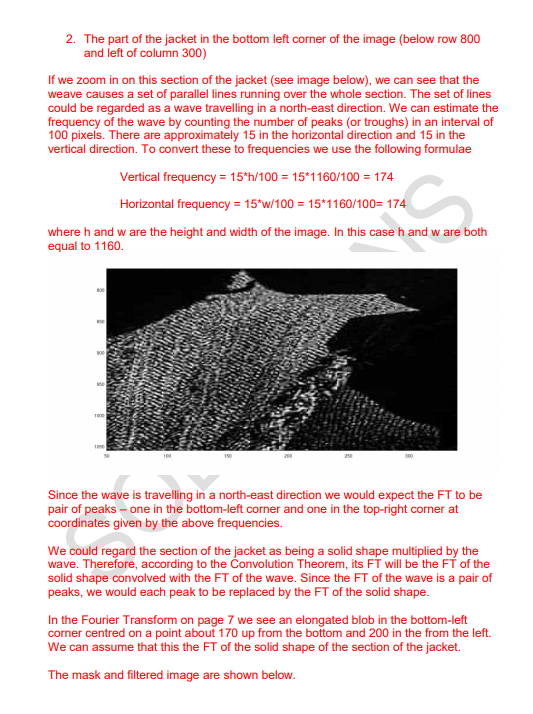 2. The part of the jacket in the bottom left corner of the image (below row 800
and left of column 300)
If we zoom in on this section of the jacket (see image below), we can see that the
weave causes a set of parallel lines running over the whole section. The set of lines
could be regarded as a wave travelling in a north-east direction. We can estimate the
frequency of the wave by counting the number of peaks (or troughs) in an interval of
100 pixels. There are approximately 15 in the horizontal direction and 15 in the
vertical direction. To convert these to frequencies we use the following formulae
Vertical frequency = 15*h/100 = 15*1160/100 = 174
Horizontal frequency = 15*w/100 = 15*1160/100= 174
where h and w are the height and width of the image. In this case h and w are both
equal to 1160.
800
850
900
950
1000
1050
50 100 150 200 250 300
Since the wave is travelling in a north-east direction we would expect the FT to be
pair of peaks – one in the bottom-left corner and one in the top-right corner at
coordinates given by the above frequencies.
We could regard the section of the jacket as being a solid shape multiplied by the
wave. Therefore, according to the Convolution Theorem, its FT will be the FT of the
solid shape convolved with the FT of the wave. Since the FT of the wave is a pair of
peaks, we would each peak to be replaced by the FT of the solid shape.
In the Fourier Transform on page 7 we see an elongated blob in the bottom-left
corner centred on a point about 170 up from the bottom and 200 in the from the left.
We can assume that this the FT of the solid shape of the section of the jacket.
The mask and filtered image are shown below.